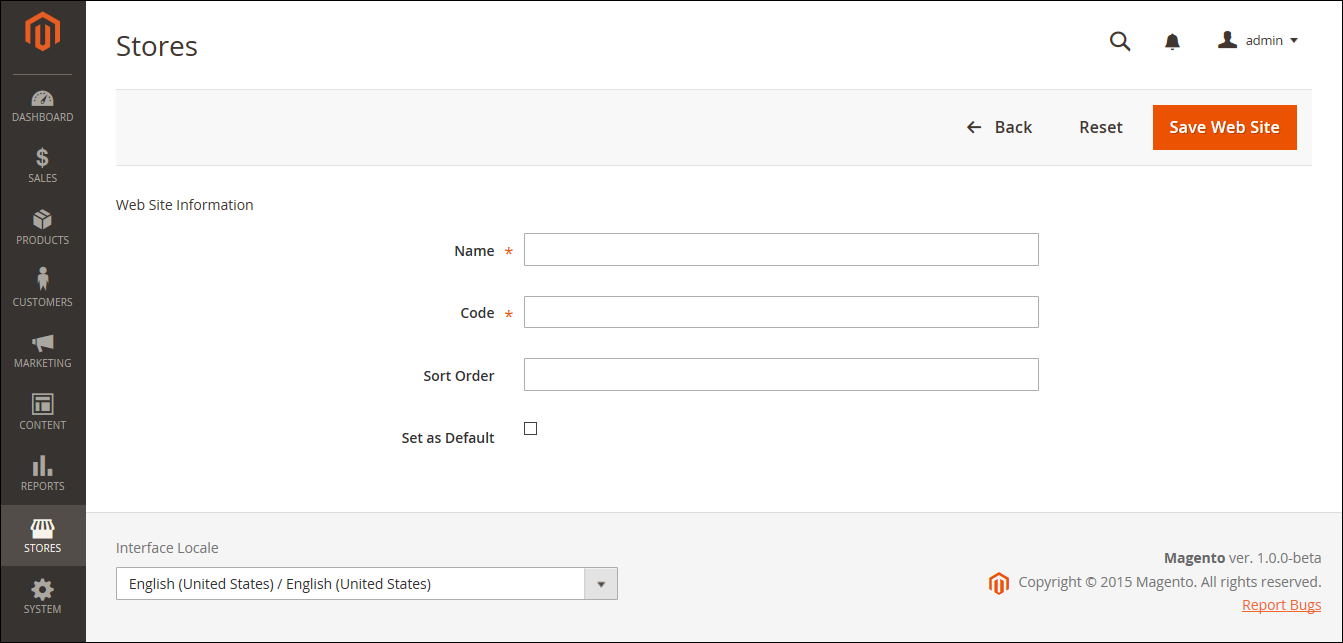 Stores
admin
DASHBOARD
SALES
PRODUCTS
CUSTOMERS
MARKETING
CONTENT
REPORTS
STORES
SYSTEM
Back Reset Save Web Site
Web Site Information
Name *
Code *
Sort Order
Set as Default
Interface Locale
English (United States) / English (United States)
Magento ver. 1.0.0-beta
Copyright © 2015 Magento. All rights reserved.
Report Bugs